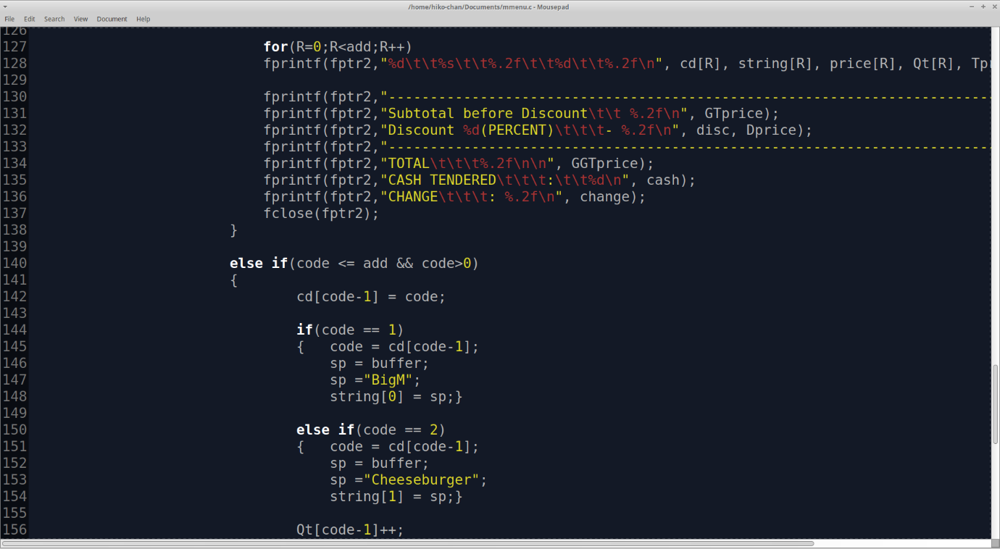 /home/hiko-chan/Documents/mmenu.c - Mousepad
File Edit Search View Document Help
126
127 for(R=0;R<add;R++)
128 fprintf(fptr2,"%d\t\t%s\t\t%.2f\t\t%d\t\t%.2f\n", cd[R], string[R], price[R], Qt[R], Tp
129
130 fprintf(fptr2,"------------------------------------------------------------------------
131 fprintf(fptr2,"Subtotal before Discount\t\t %.2f\n", GTprice);
132 fprintf(fptr2,"Discount %d(PERCENT)\t\t\t- %.2f\n", disc, Dprice);
133 fprintf(fptr2,"------------------------------------------------------------------------
134 fprintf(fptr2,"TOTAL\t\t\t%.2f\n\n", GGTprice);
135 fprintf(fptr2,"CASH TENDERED\t\t\t:\t\t%d\n", cash);
136 fprintf(fptr2,"CHANGE\t\t\t: %.2f\n", change);
137 fclose(fptr2);
138 }
139
140 else if(code <= add && code>0)
141 {
142 cd[code-1] = code;
143
144 if(code == 1)
145 { code = cd[code-1];
146 sp = buffer;
147 sp ="BigM";
148 string[0] = sp;}
149
150 else if(code == 2)
151 { code = cd[code-1];
152 sp = buffer;
153 sp ="Cheeseburger";
154 string[1] = sp;}
155
156 Qt[code-1]++;